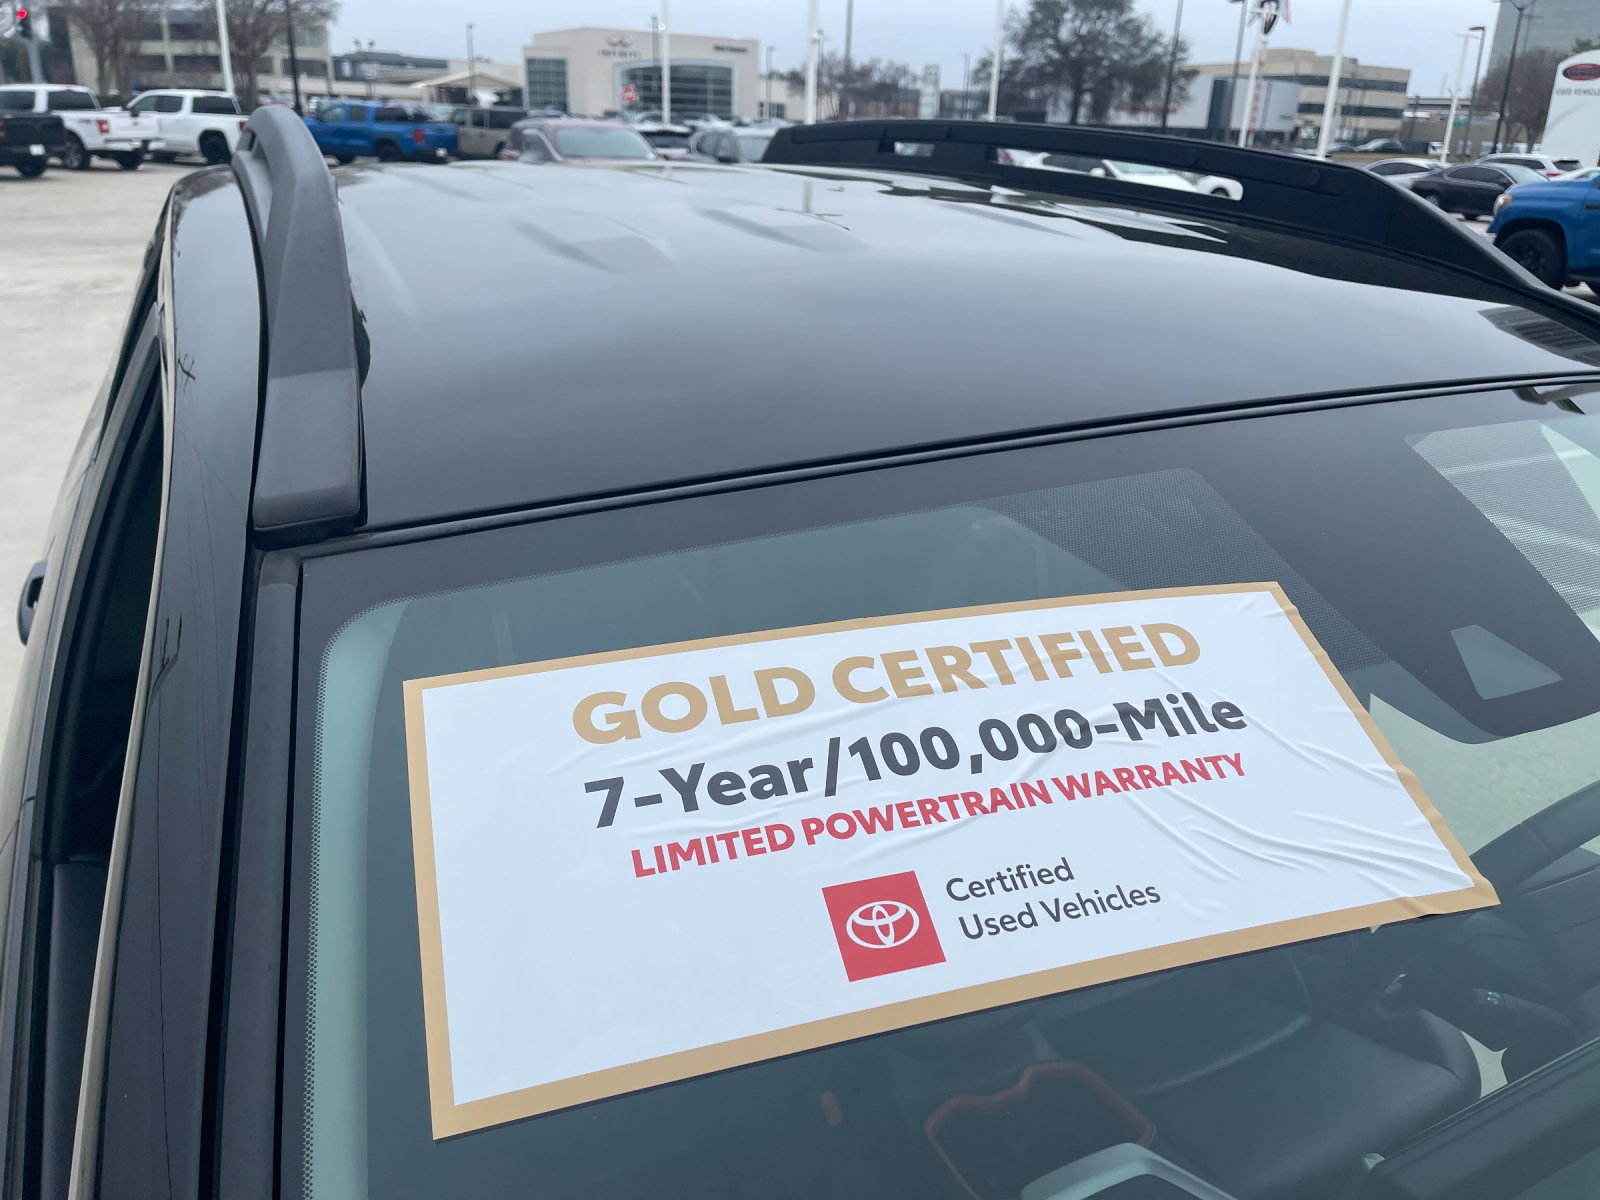 GOLD CERTIFIED
7-Year/100,000-Mile
LIMITED POWERTRAIN WARRANTY
Certified
Used Vehicles